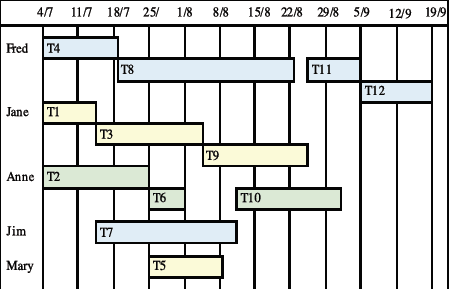 4/7 11/7 18/7 25/ 1/8 8/8 15/8 22/8 29/8 5/9 12/9 19/9
Fred T4
T8 T11
T12
Jane T1
T3
T9
Anne T2
T6 T10
Jim T7
Mary T5